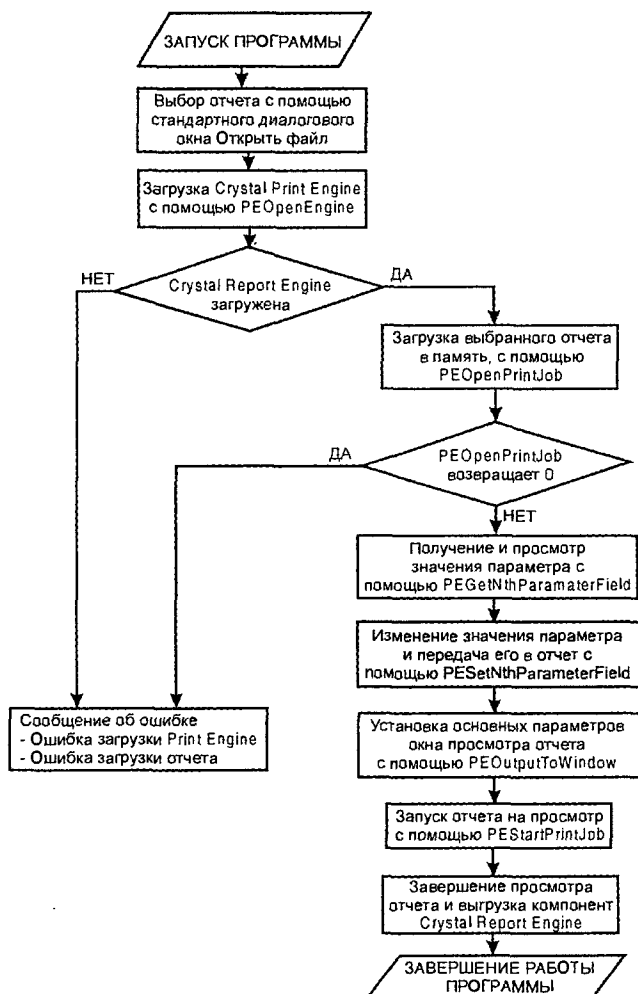 ЗАПУСК ПРОГРАММЫ
Выбор отчета с помощью
стандартного диалогового
окна Открыть файл
Загрузка Crystal Print Engine
с помощью PEOpenEngine
НЕТ
Crystal Report Engine
загружена
ДА
Загрузка выбранного отчета
в память, с помощью
PEOpenPrintJob
ДА
PEOpenPrintJob
возвращает 0
НЕТ
Получение и просмотр
значения параметра с
помощью PEGetNthParamaterField
Изменение значения параметра
и передача его в отчет с
помощью PESetNthParameterField
Сообщение об ошибке
- Ошибка загрузки Print Engine
- Ошибка загрузки отчета
Установка основных параметров
окна просмотра отчета
с помощью PEOutputToWindow
Запуск отчета на просмотр
с помощью PEStartPrintJob
Завершение просмотра
отчета и выгрузка компонент
Crystal Report Engine
ЗАВЕРШЕНИЕ РАБОТЫ
ПРОГРАММЫ